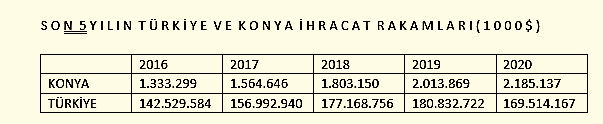 SON 5 YILIN TÜRKİYE VE KONYA İHRACAT RAKAMLARI(1000$)
2016 2017 2018 2019 2020
KONYA 1.333.299 1.564.646 1.803.150 2.013.869 2.185.137
TÜRKİYE 142.529.584 156.992.940 177.168.756 180.832.722 169.514.167